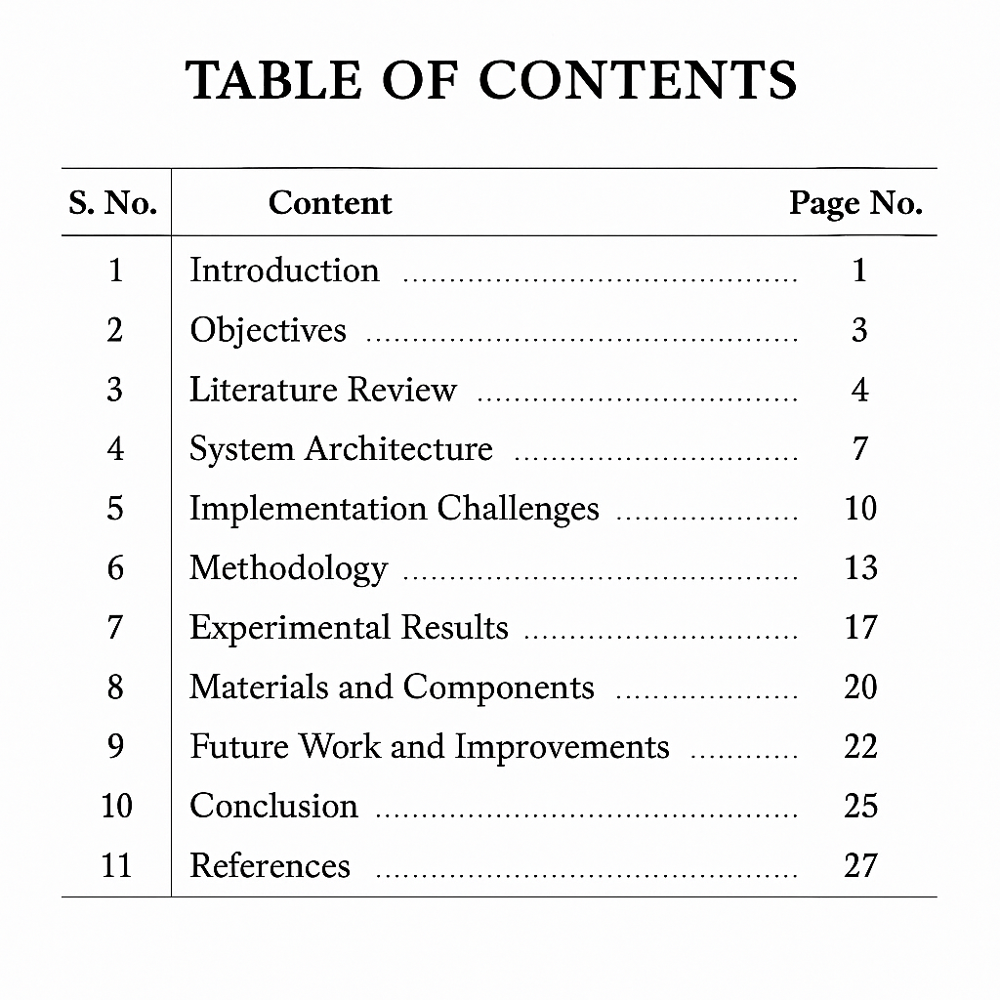 TABLE OF CONTENTS
S. No. Content Page No.
1 Introduction ........................................ 1
2 Objectives ............................................ 3
3 Literature Review ................................. 4
4 System Architecture ............................. 7
5 Implementation Challenges ................... 10
6 Methodology ........................................ 13
7 Experimental Results ............................ 17
8 Materials and Components ................... 20
9 Future Work and Improvements ............ 22
10 Conclusion ........................................... 25
11 References ........................................... 27